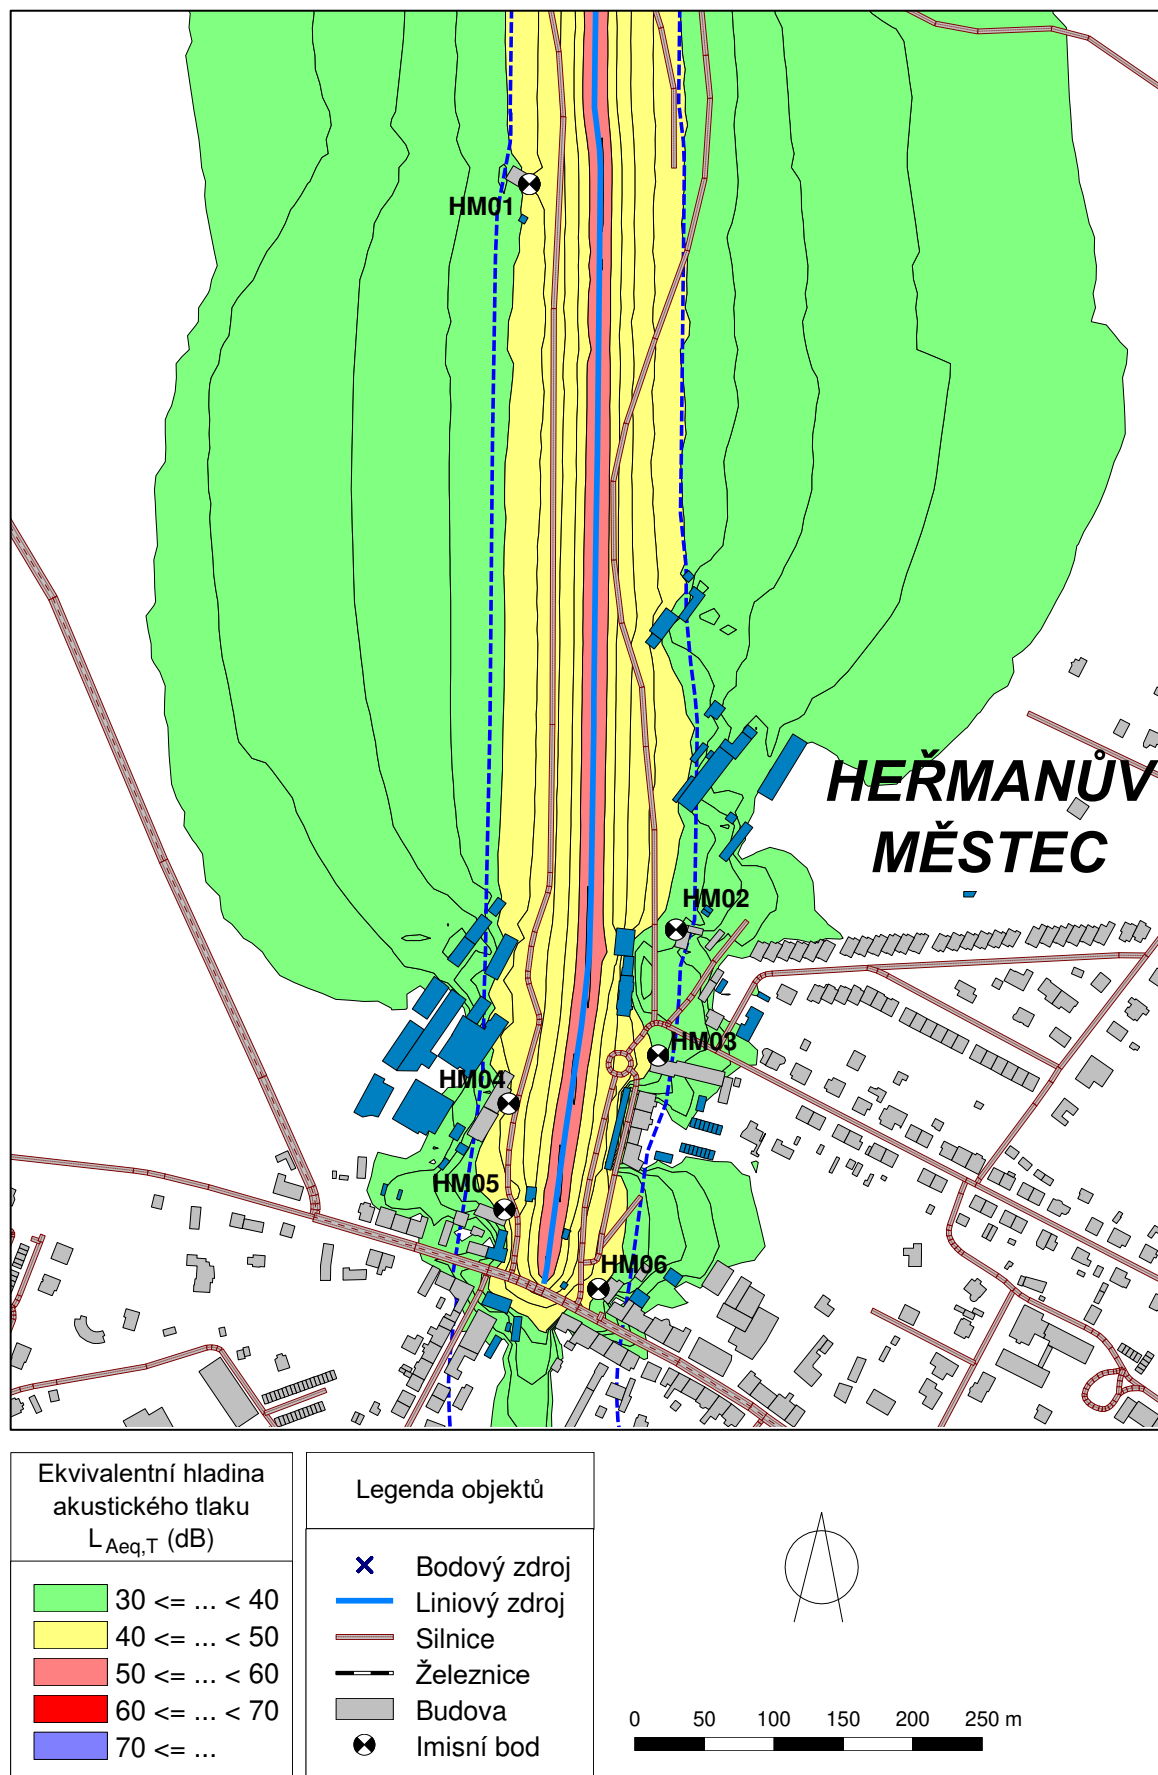 HM01
HEŘMANŮV
MĚSTEC
HM02
HM03
HM04
HM05
HM06
Ekvivalentní hladina
akustického tlaku
L Aeq,T (dB)
30 <= ... < 40
40 <= ... < 50
50 <= ... < 60
60 <= ... < 70
70 <= ...
Legenda objektů
Bodový zdroj
Liniový zdroj
Silnice
Železnice
Budova
Imisní bod
0 50 100 150 200 250 m